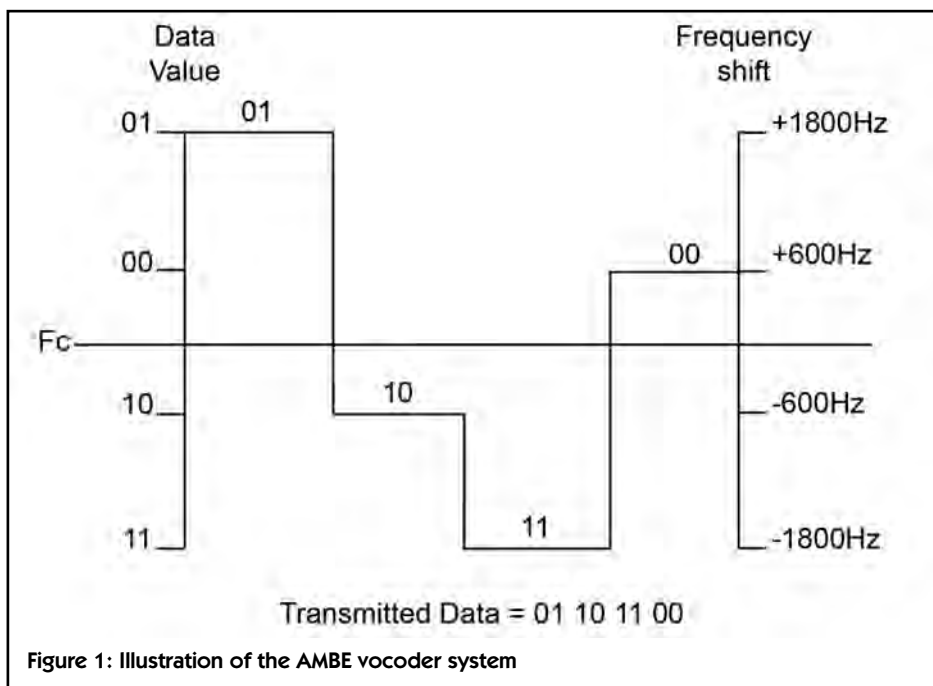 Data
Value
Frequency
shift
01
01
+1800Hz
00
00
+600Hz
Fc
10
10
-600Hz
11
11
-1800Hz
Transmitted Data = 01 10 11 00
Figure 1: Illustration of the AMBE vocoder system